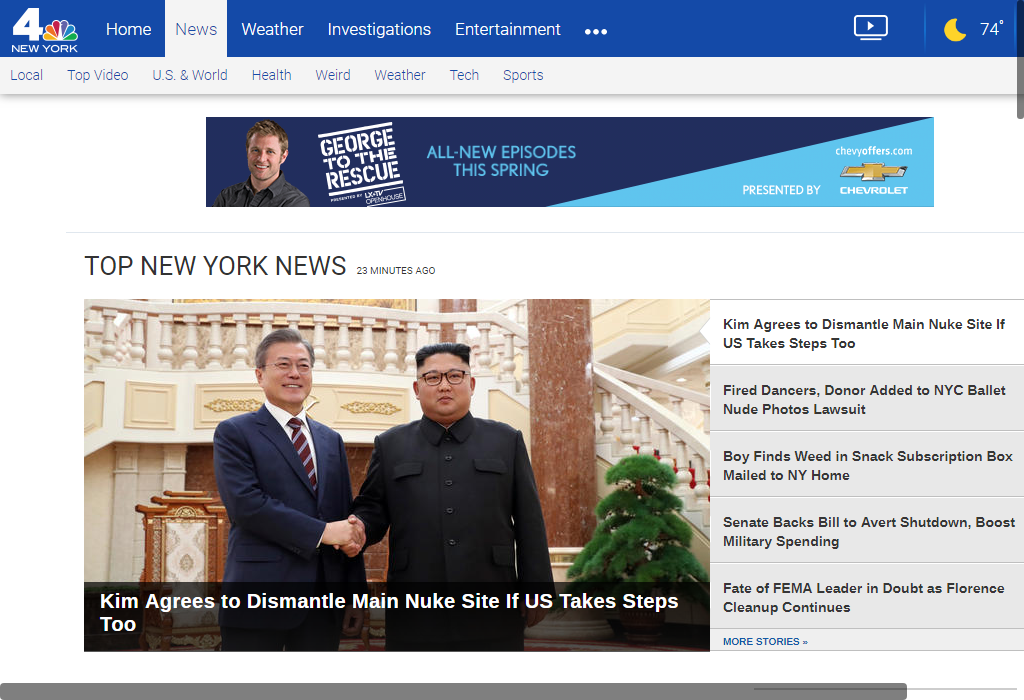 4
NEW YORK
Home
News
Weather
Investigations
Entertainment
74°
Local
Top Video
U.S. & World
Health
Weird
Weather
Tech
Sports
GEORGE
TO THE
RESCUE
PRESENTED BY LXTV
OPENHOUSE
ALL-NEW EPISODES
THIS SPRING
PRESENTED BY
chevyoffers.com
CHEVROLET
TOP NEW YORK NEWS
23 MINUTES AGO
Kim Agrees to Dismantle Main Nuke Site If US Takes Steps
Too
Kim Agrees to Dismantle Main Nuke Site If
US Takes Steps Too
Fired Dancers, Donor Added to NYC Ballet
Nude Photos Lawsuit
Boy Finds Weed in Snack Subscription Box
Mailed to NY Home
Senate Backs Bill to Avert Shutdown, Boost
Military Spending
Fate of FEMA Leader in Doubt as Florence
Cleanup Continues
MORE STORIES »